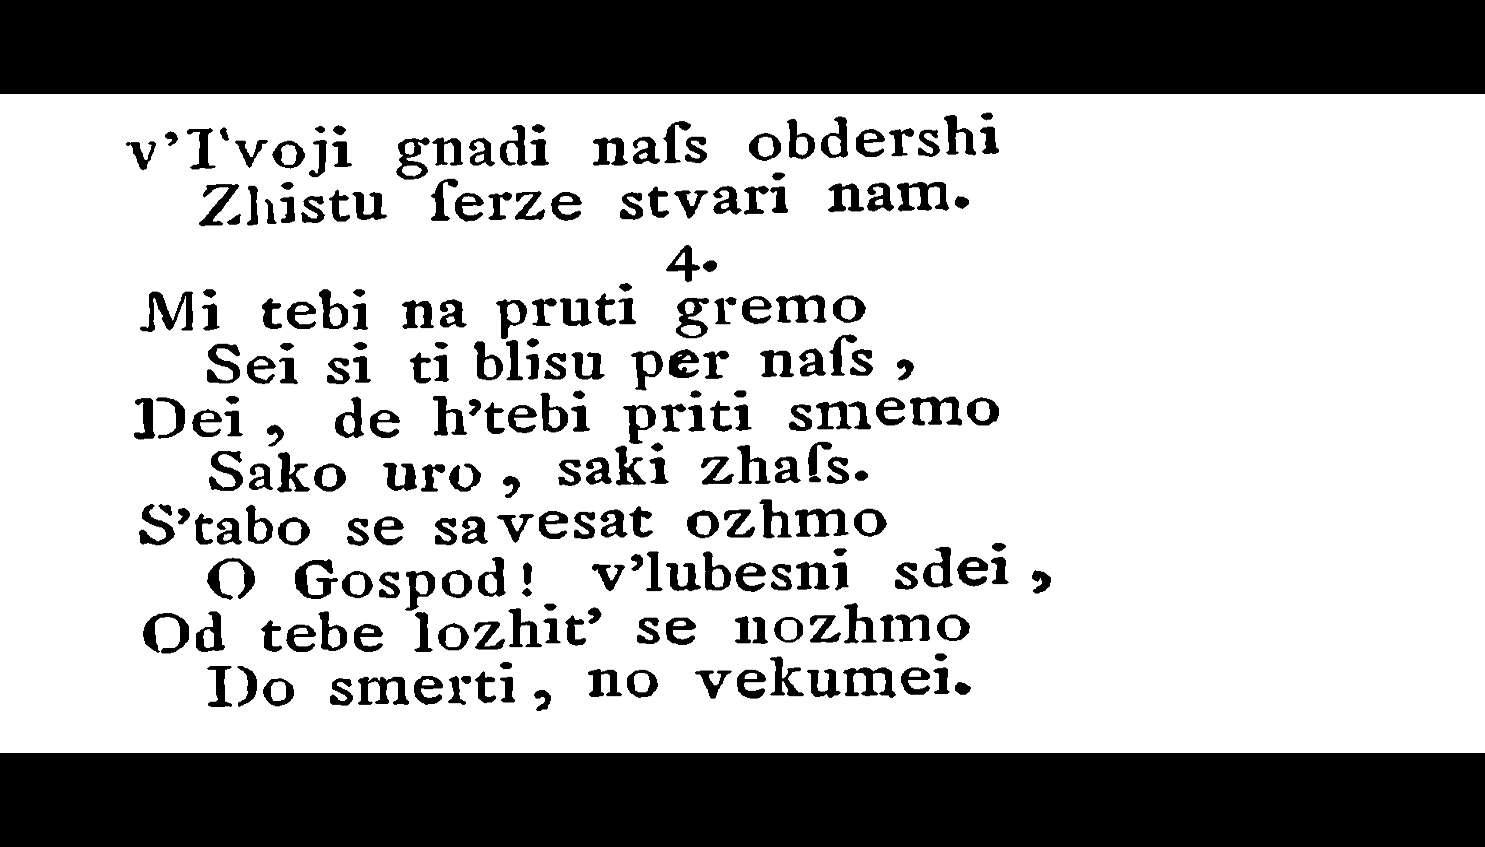 v’Tvoji gnadi naſs obdershi
Zhistu ſerze stvari nam.
4.
Mi tebi na pruti gremo
Sei si ti blisu per naſs ,
Dei , de h’tebi priti smemo
Sako uro , saki zhaſs.
S’tabo se savesat ozhmo
O Gospod! v’lubesni sdei ,
Od tebe lozhit’ se nozhmo
Do smerti , no vekumei.